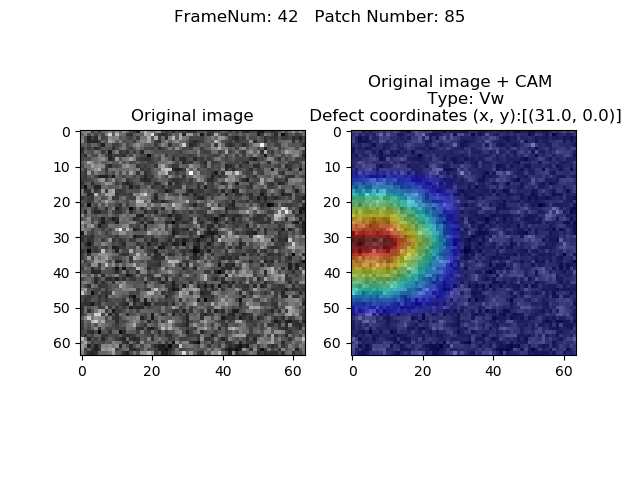 FrameNum: 42   Patch Number: 85
Original image
Original image + CAM
Type: Vw
Defect coordinates (x, y):[(31.0, 0.0)]
0
10
20
30
40
50
60
0 20 40 60
0
10
20
30
40
50
60
0 20 40 60